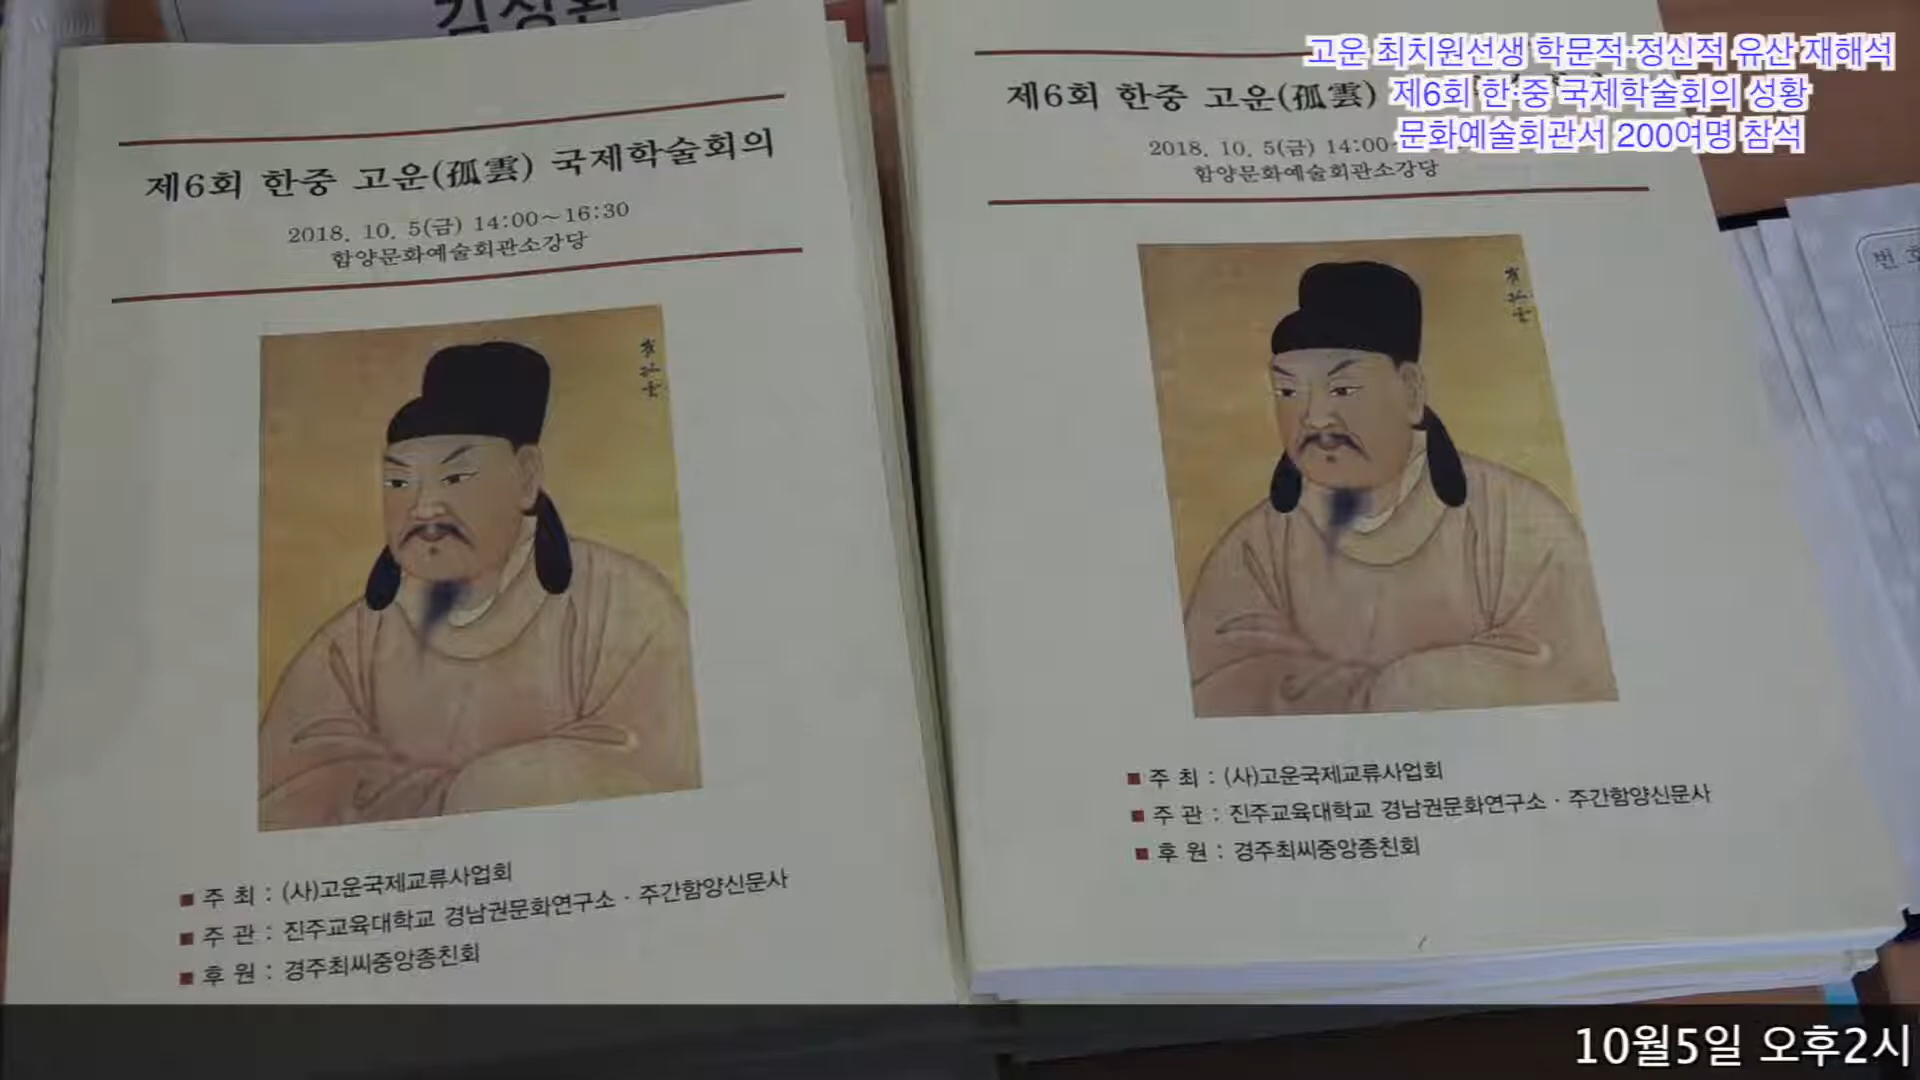 고운 최치원선생 학문적·정신적 유산 재해석
제6회 한·중 국제학술회의 성황
문화예술회관서 200여명 참석
제6회 한중 고운(孤雲) 국제학술회의
2018. 10. 5(금) 14:00~16:30
함양문화예술회관소강당
■ 주 최 : (사)고운국제교류사업회
■ 주 관 : 진주교육대학교 경남권문화연구소 · 주간함양신문사
■ 후 원 : 경주최씨중앙종친회
제6회 한중 고운(孤雲)
2018. 10. 5(금) 14:00
함양문화예술회관소강당
■ 주 최 : (사)고운국제교류사업회
■ 주 관 : 진주교육대학교 경남권문화연구소 · 주간함양신문사
■ 후 원 : 경주최씨중앙종친회
10월5일 오후2시